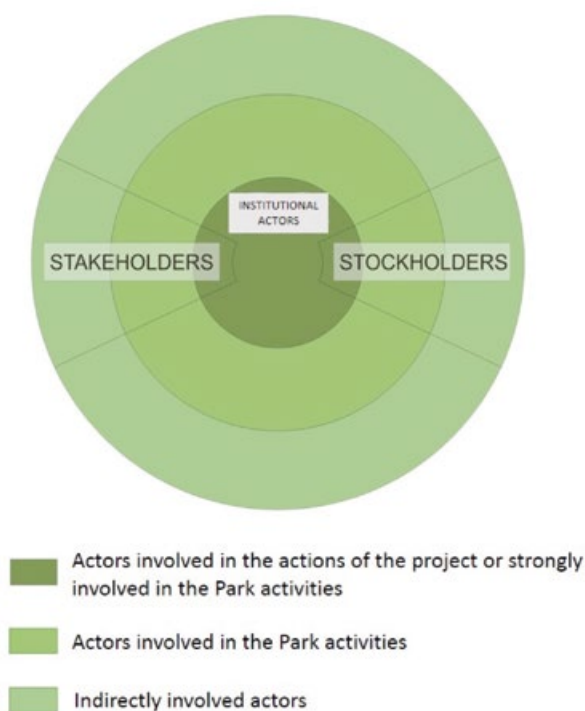 INSTITUTIONAL
ACTORS
STAKEHOLDERS
STOCKHOLDERS
Actors involved in the actions of the project or strongly
involved in the Park activities
Actors involved in the Park activities
Indirectly involved actors